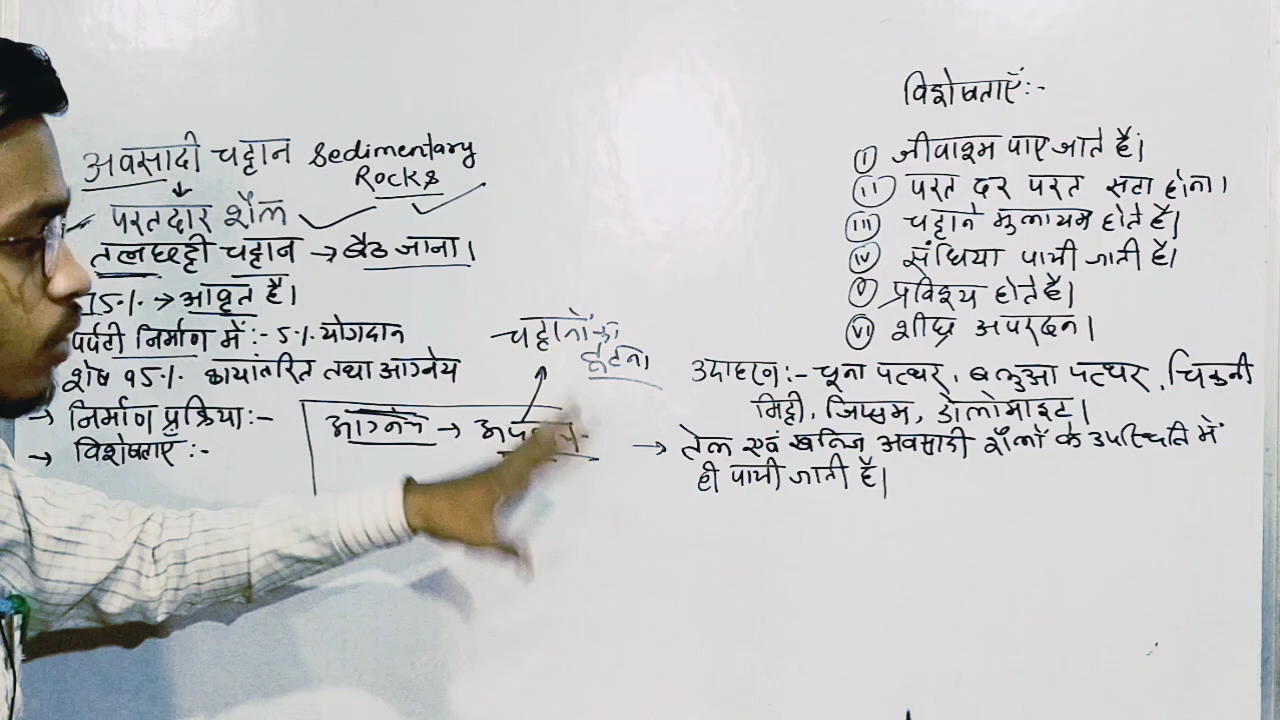 अवसादी चट्टान Sedimentary
Rocks
परतदार शैल
तलछट्टी चट्टान → बैठ जाना।
75% → आवृत है।
पर्पटी निर्माण में:- 5% योगदान
शेष 95% कायांतरित तथा आग्नेय
→ निर्माण प्रक्रिया:-
→ विशेषताएँ :-
चट्टानों का
टूटना
आग्नेय →
विशेषताएँ:-
(I) जीवाश्म पाए जाते हैं।
(II) परत दर परत सटा होना।
(III) चट्टाने मुलायम होते है।
(IV) संधिया पायी जाती है।
(V) प्रविश्य होते है।
(VI) शीघ्र अपरदन।
उदाहरन:- चूना पत्थर, बलुआ पत्थर, चिकनी
मिट्टी, जिप्सम, डोलोमाइट।
→ तेल एवं खनिज अवसादी शैलों के उपस्थिति में
ही पायी जाती है।